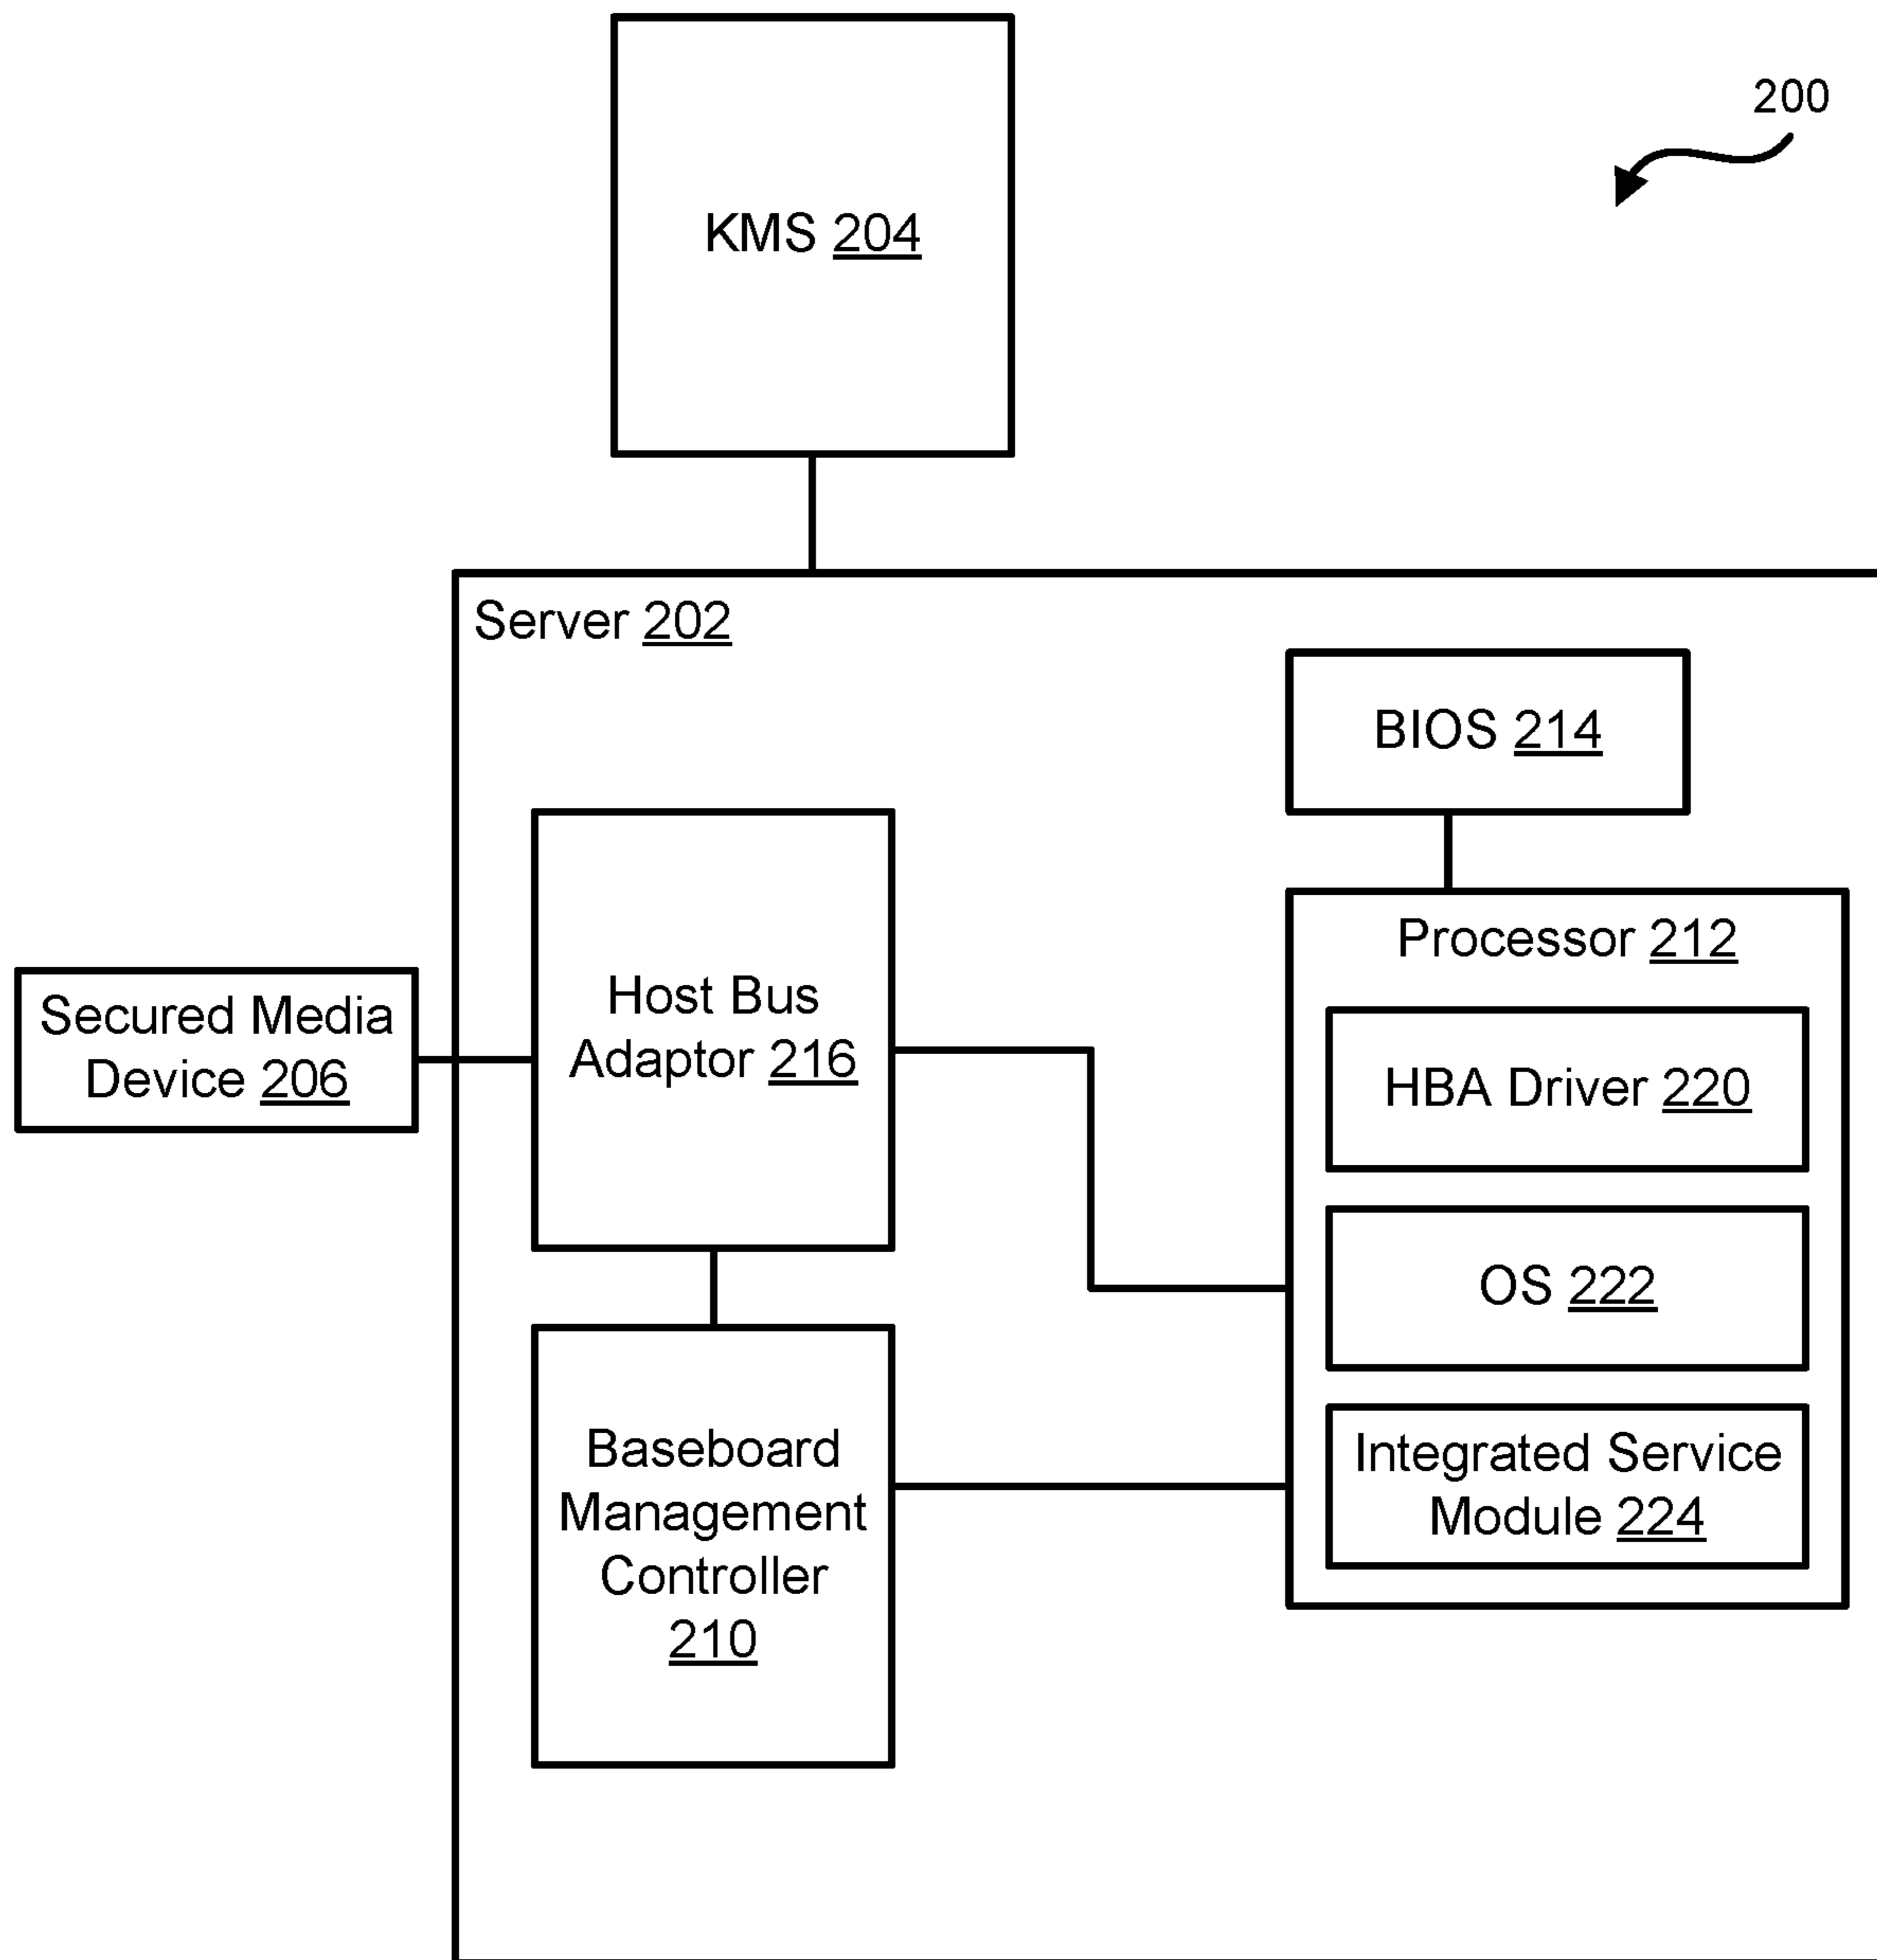 200
KMS 204
Server 202
BIOS 214
Processor 212
Host Bus
Adaptor 216
Secured Media
Device 206
HBA Driver 220
OS 222
Baseboard
Management
Controller
210
Integrated Service
Module 224